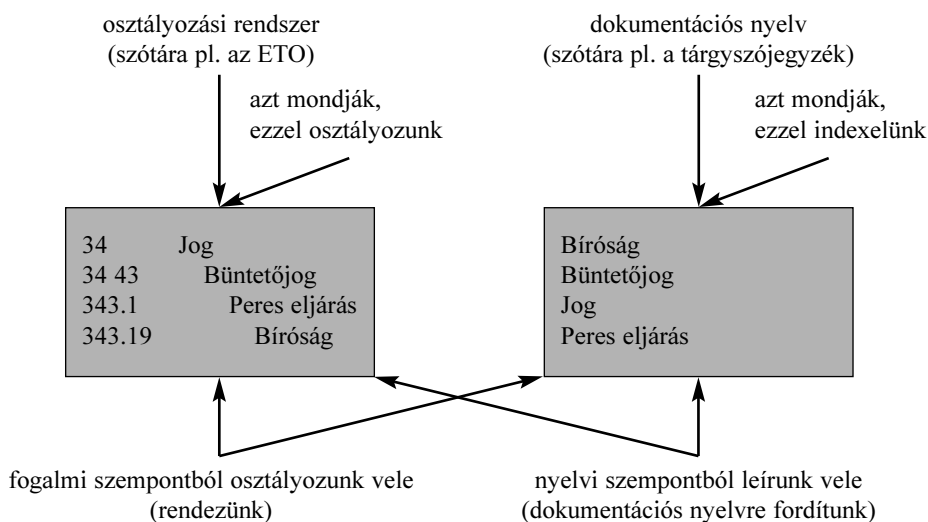 osztályozási rendszer
(szótára pl. az ETO)
azt mondják,
ezzel osztályozunk
dokumentációs nyelv
(szótára pl. a tárgyszójegyzék)
azt mondják,
ezzel indexelünk
34 Jog
34 43 Büntetőjog
343.1 Peres eljárás
343.19 Bíróság
Bíróság
Büntetőjog
Jog
Peres eljárás
fogalmi szempontból osztályozunk vele
(rendezünk)
nyelvi szempontból leírunk vele
(dokumentációs nyelvre fordítunk)